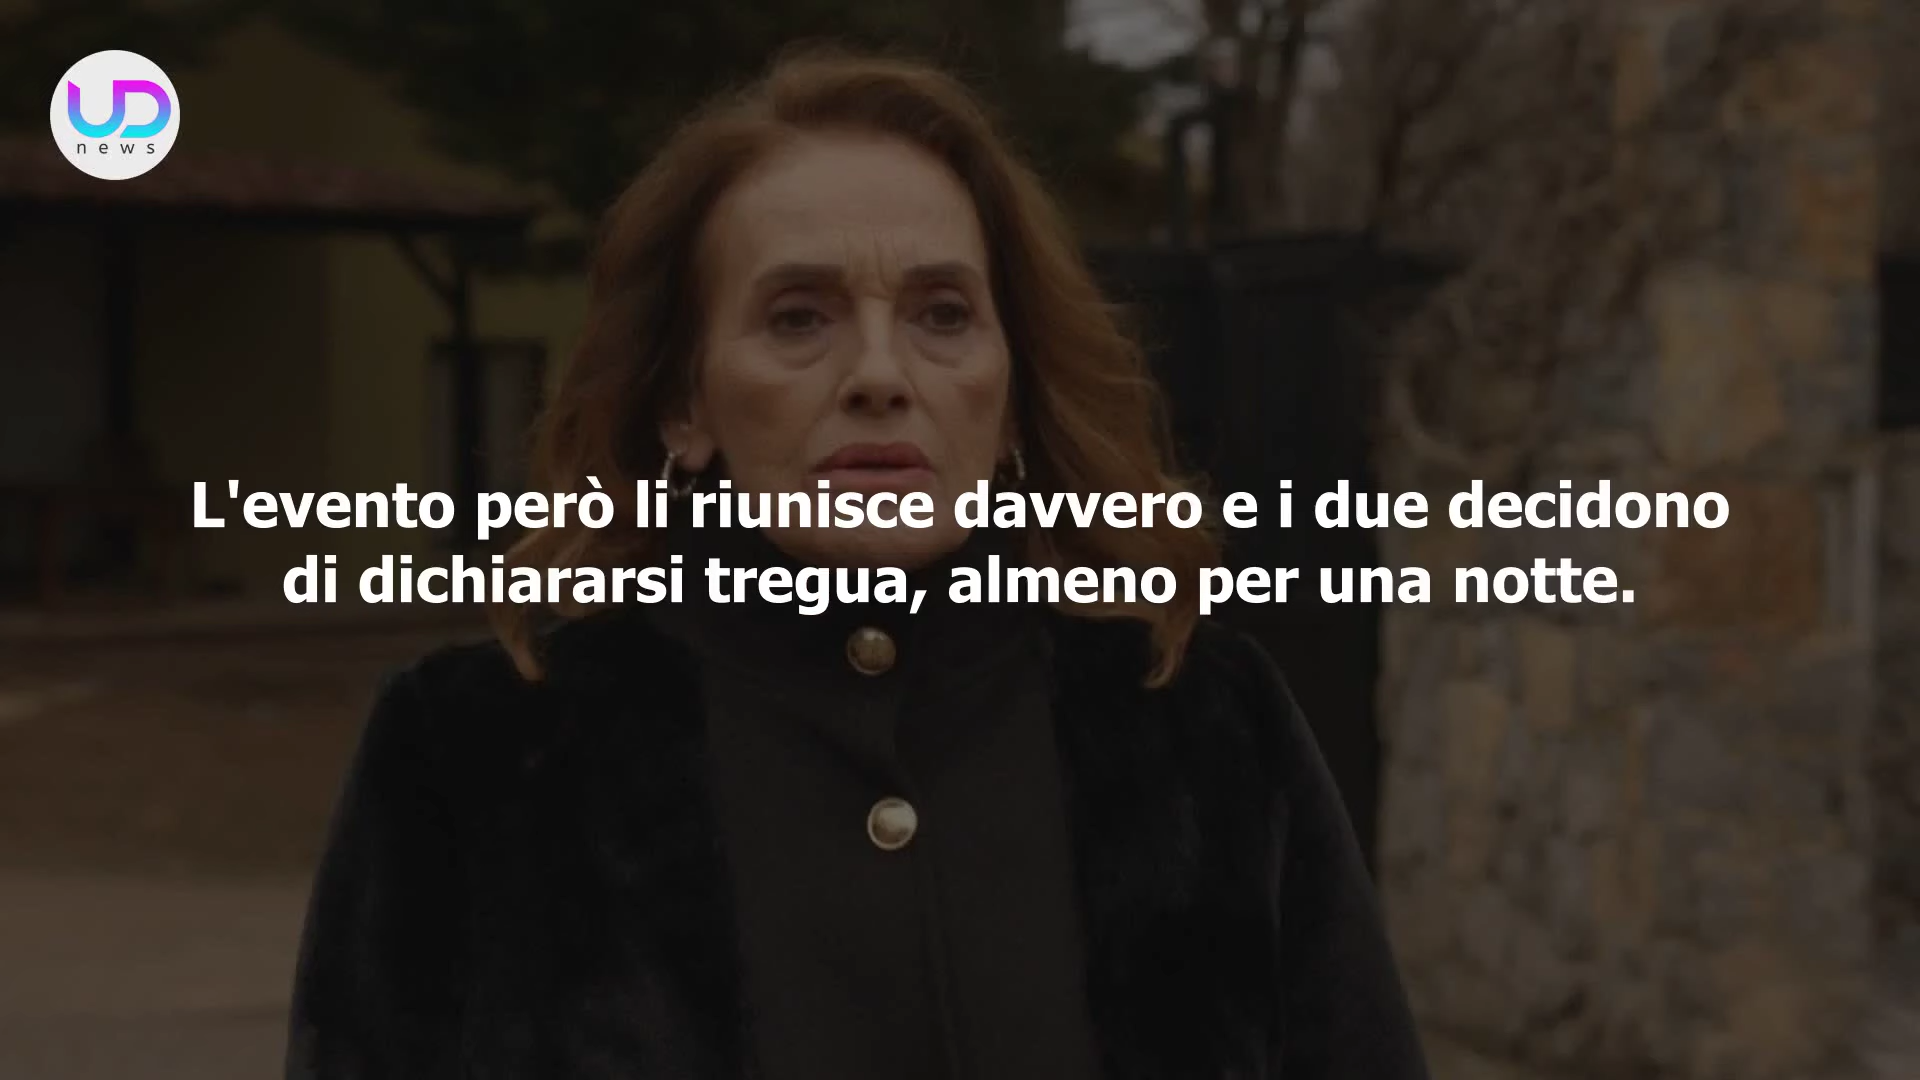 UD
news
L'evento però li riunisce davvero e i due decidono
di dichiararsi tregua, almeno per una notte.